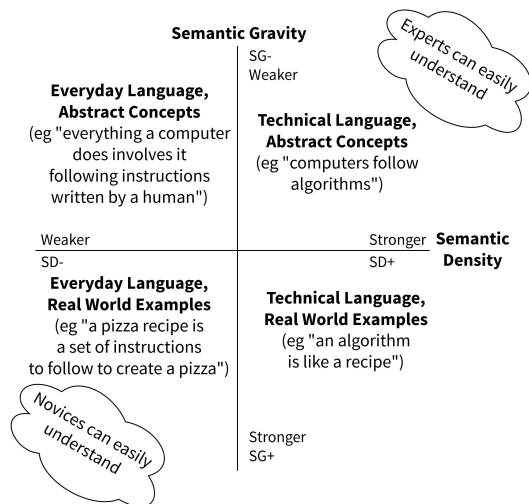 Semantic Gravity
SG-
Weaker
Experts can easily
understand
Everyday Language,
Abstract Concepts
(eg "everything a computer
does involves it
following instructions
written by a human")
Technical Language,
Abstract Concepts
(eg "computers follow
algorithms")
Weaker
SD-
Stronger
SD+
Semantic
Density
Everyday Language,
Real World Examples
(eg "a pizza recipe is
a set of instructions
to follow to create a pizza")
Technical Language,
Real World Examples
(eg "an algorithm
is like a recipe")
Novices can easily
understand
Stronger
SG+